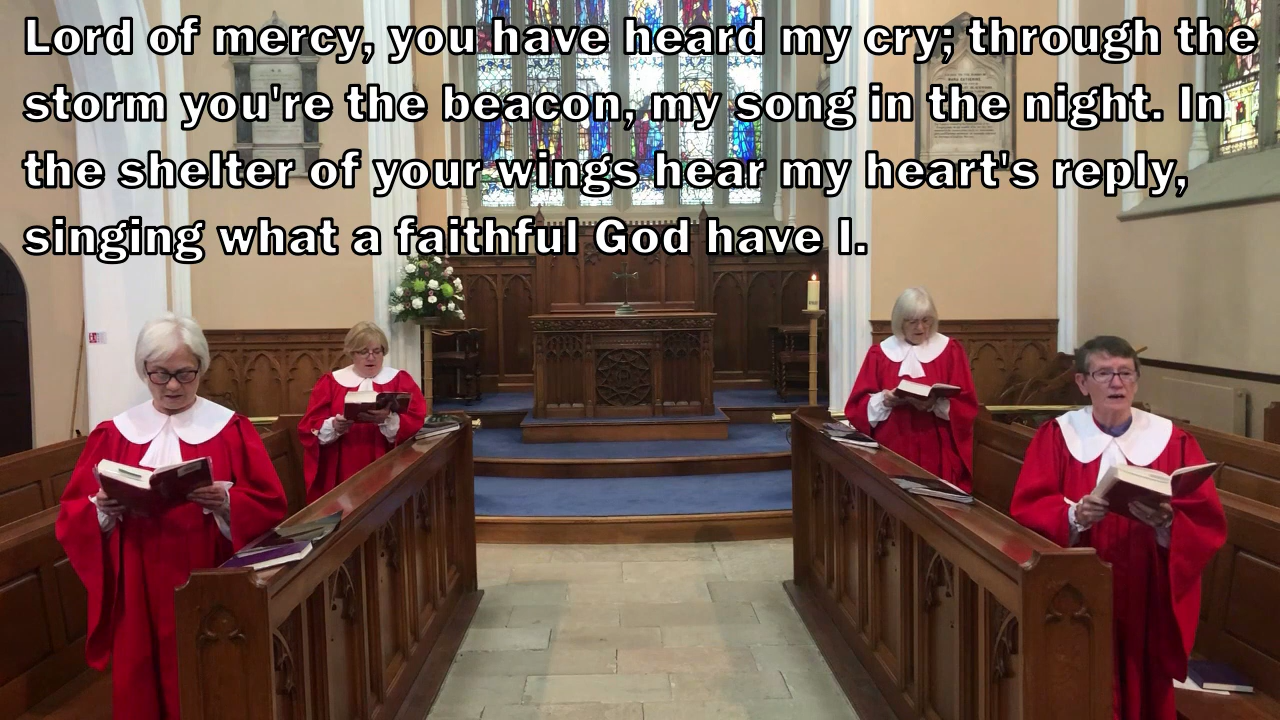 Lord of mercy, you have heard my cry; through the
storm you're the beacon, my song in the night. In
the shelter of your wings hear my heart's reply,
singing what a faithful God have I.